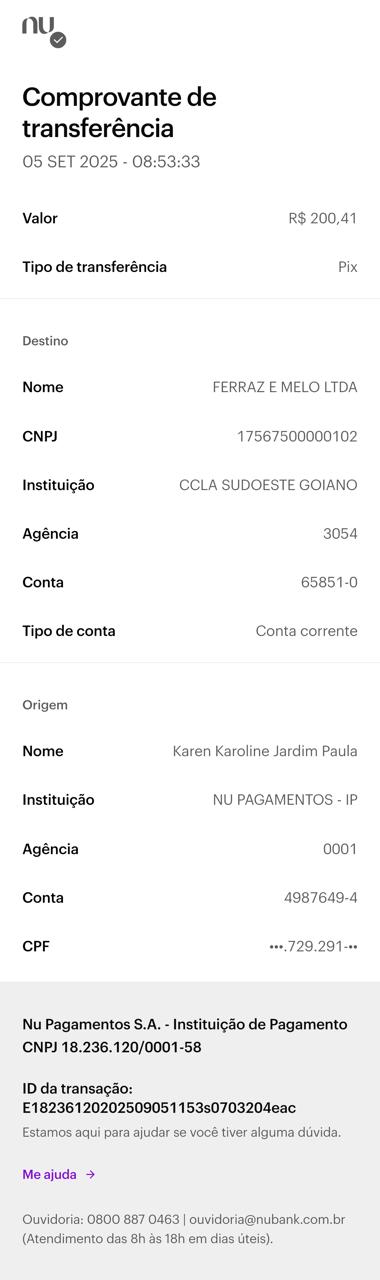 nu
Comprovante de
transferência
05 SET 2025 - 08:53:33
Valor R$ 200,41
Tipo de transferência Pix
Destino
Nome FERRAZ E MELO LTDA
CNPJ 17567500000102
Instituição CCLA SUDOESTE GOIANO
Agência 3054
Conta 65851-0
Tipo de conta Conta corrente
Origem
Nome Karen Karoline Jardim Paula
Instituição NU PAGAMENTOS - IP
Agência 0001
Conta 4987649-4
CPF •••.729.291-••
Nu Pagamentos S.A. - Instituição de Pagamento
CNPJ 18.236.120/0001-58
ID da transação:
E18236120202509051153s0703204eac
Estamos aqui para ajudar se você tiver alguma dúvida.
Me ajuda →
Ouvidoria: 0800 887 0463 | ouvidoria@nubank.com.br
(Atendimento das 8h às 18h em dias úteis).